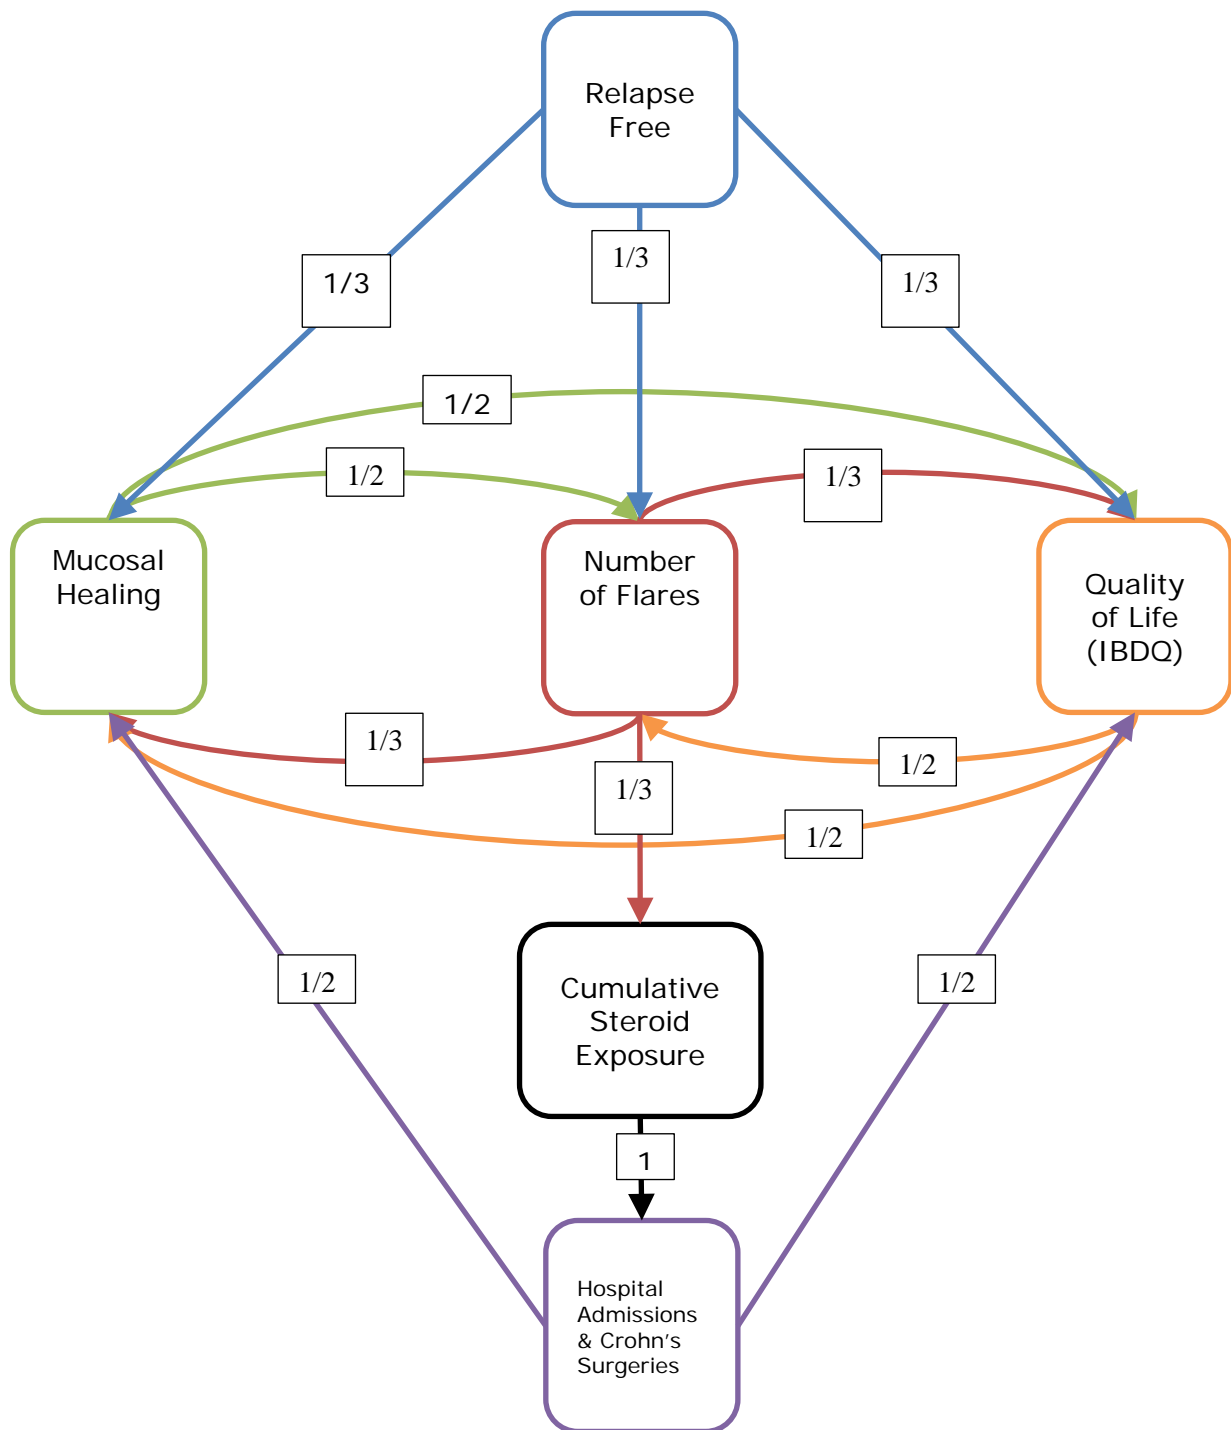 Relapse
Free
1/3
1/3
1/3
1/2
1/2
1/3
Mucosal
Healing
Number
of Flares
Quality
of Life
(IBDQ)
1/3
1/3
1/2
1/2
Cumulative
Steroid
Exposure
1/2
1/2
1
Hospital
Admissions
& Crohn's
Surgeries